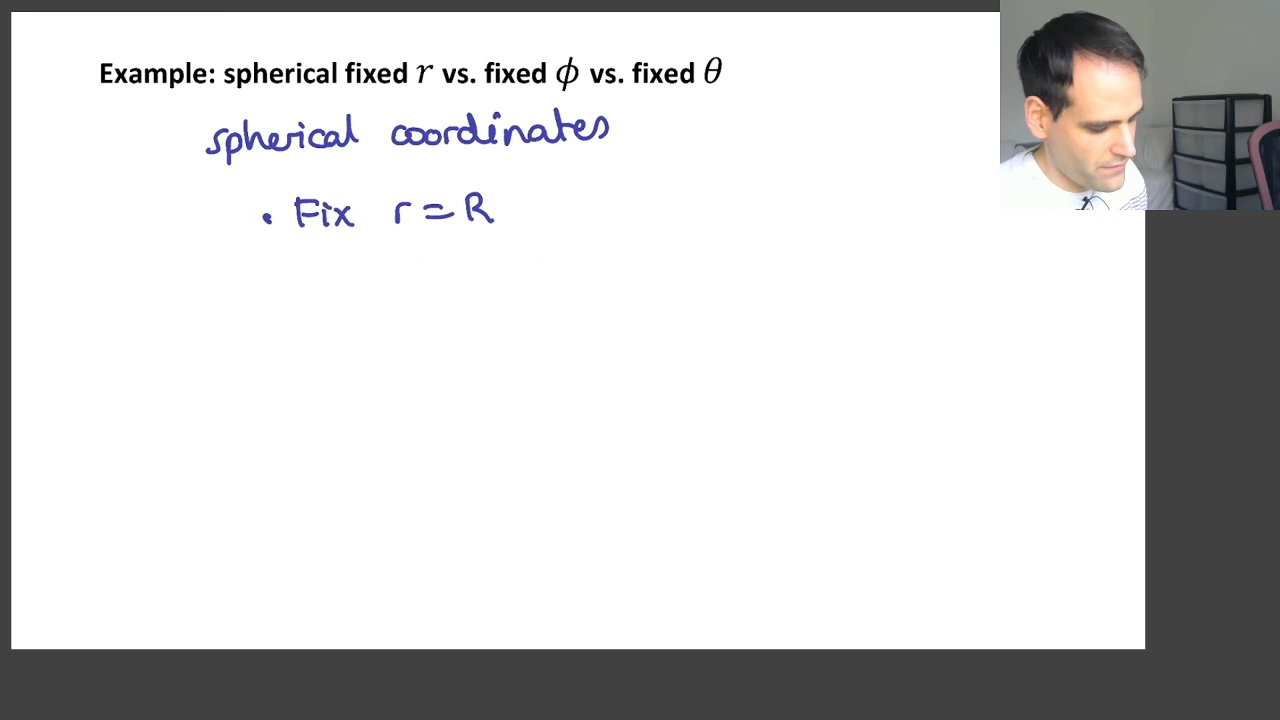 Example: spherical fixed r vs. fixed ϕ vs. fixed θ
spherical coordinates
• Fix r = R